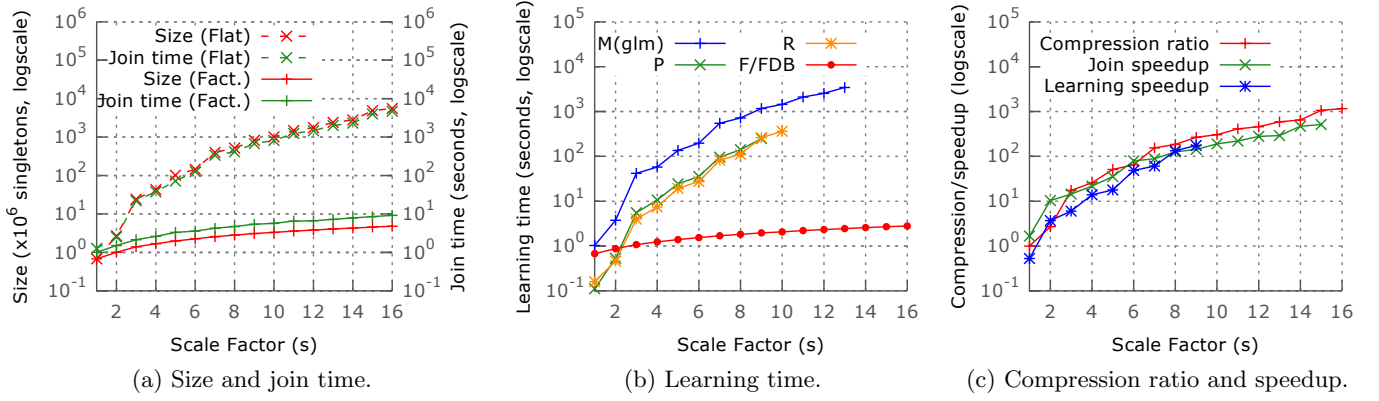 Size (x10^6 singletons, logscale)
10^6
10^5
10^4
10^3
10^2
10^1
10^0
10^-1
Size (Flat)
Join time (Flat)
Size (Fact.)
Join time (Fact.)
10^6
10^5
10^4
10^3
10^2
10^1
10^0
10^-1
Join time (seconds, logscale)
2 4 6 8 10 12 14 16
Scale Factor (s)
(a) Size and join time.
Learning time (seconds, logscale)
10^5
10^4
10^3
10^2
10^1
10^0
10^-1
M(glm) R
P F/FDB
2 4 6 8 10 12 14 16
Scale Factor (s)
(b) Learning time.
Compression/speedup (logscale)
10^5
10^4
10^3
10^2
10^1
10^0
10^-1
Compression ratio
Join speedup
Learning speedup
2 4 6 8 10 12 14 16
Scale Factor (s)
(c) Compression ratio and speedup.